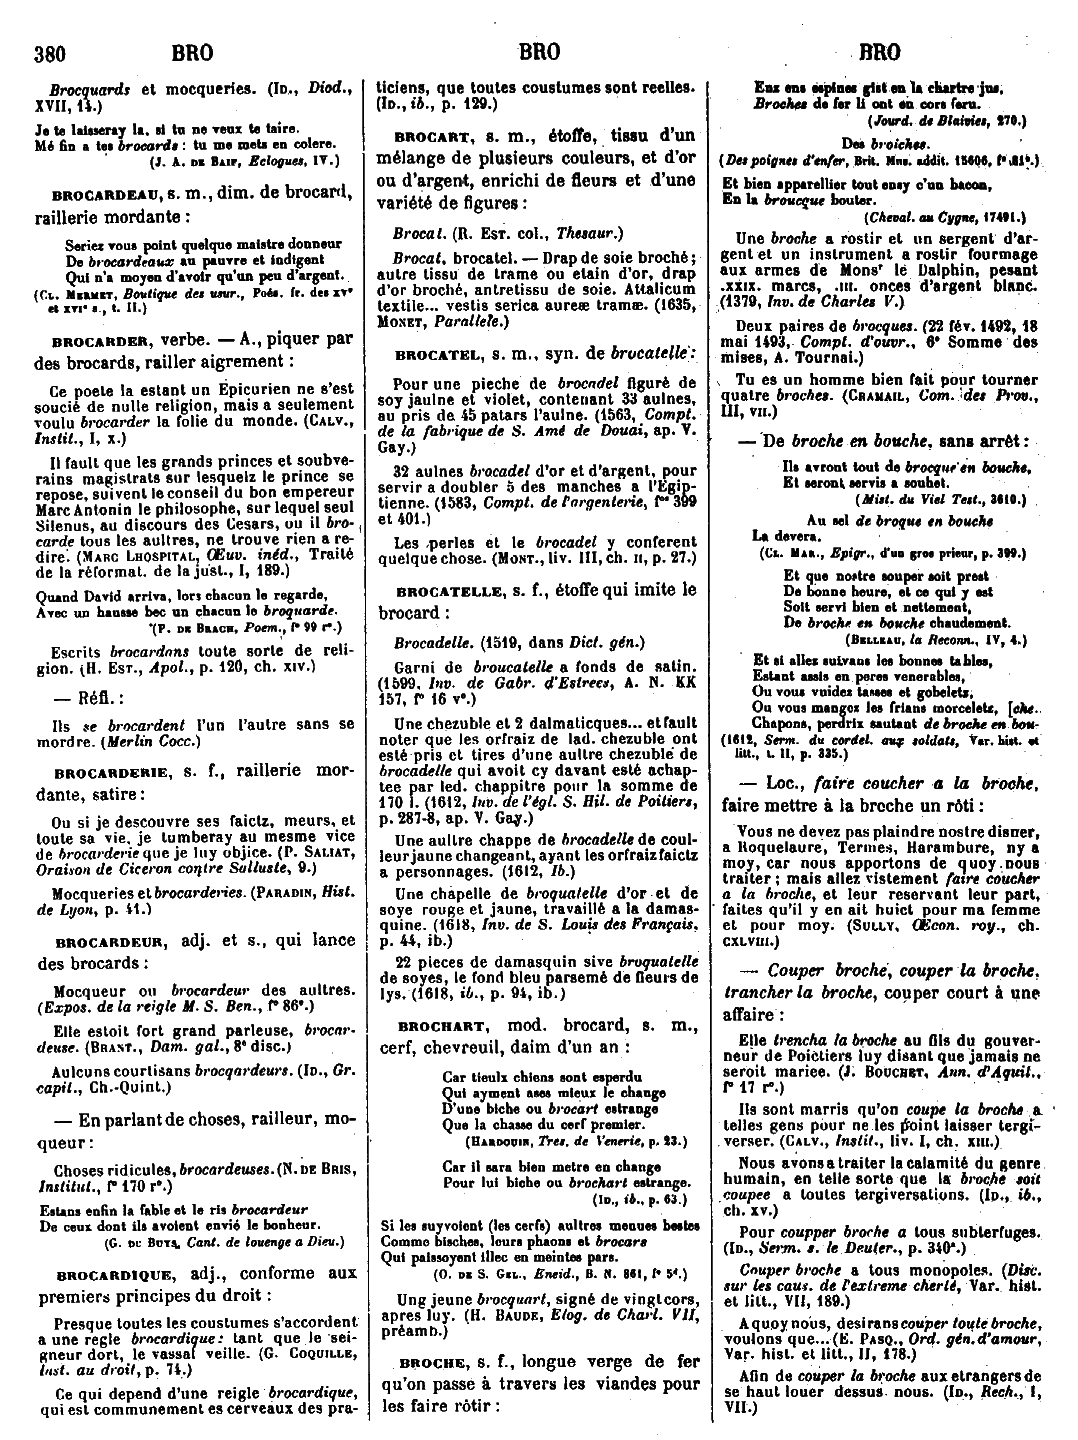 380 BRO BRO BRO
Brocquards et mocqueries. (Id., Diod.,
XVII, 14.)
Je te laisseray la, si tu ne veux te taire.
Mé fin a tes brocards : tu me mets en colere.
(J. A. de Baif, Eclogues, IV.)
BROCARDEAU, s. m., dim. de brocard,
raillerie mordante :
Seriez vous point quelque maistre donneur
De brocardeaux au pauvre et indigent
Qui n'a moyen d'avoir qu'un peu d'argent.
(Cl. Mermet, Boutique des usur., Poés. fr. des xvᵉ
et xviᵉ s., t. II.)
BROCARDER, verbe. — A., piquer par
des brocards, railler aigrement :
Ce poete la estant un Epicurien ne s'est
soucié de nulle religion, mais a seulement
voulu brocarder la folie du monde. (Calv.,
Instit., I, x.)
Il fault que les grands princes et soubve-
rains magistrats sur lesquelz le prince se
repose, suivent le conseil du bon empereur
Marc Antonin le philosophe, sur lequel seul
Silenus, au discours des Cesars, ou il bro-
carde tous les aultres, ne trouve rien a re-
dire. (Marc Lhospital, Œuv. inéd., Traité
de la réformat. de la just., I, 189.)
Quand David arriva, lors chacun le regarde,
Avec un hausse bec un chacun le broquarde.
(P. de Brach, Poem., fº 99 rº.)
Escrits brocardans toute sorte de reli-
gion. (H. Est., Apol., p. 120, ch. xiv.)
— Réfl. :
Ils se brocardent l'un l'autre sans se
mordre. (Merlin Cocc.)
BROCARDERIE, s. f., raillerie mor-
dante, satire :
Ou si je descouvre ses faictz, meurs, et
toute sa vie, je tumberay au mesme vice
de brocarderie que je luy objice. (P. Saliat,
Oraison de Ciceron contre Salluste, 9.)
Mocqueries et brocarderies. (Paradin, Hist.
de Lyon, p. 41.)
BROCARDEUR, adj. et s., qui lance
des brocards :
Mocqueur ou brocardeur des aultres.
(Expos. de la reigle M. S. Ben., fº 86ᵃ.)
Elle estoit fort grand parleuse, brocar-
deuse. (Brant., Dam. gal., 8ᵉ disc.)
Aulcuns courtisans brocqardeurs. (Id., Gr.
capit., Ch.-Quint.)
— En parlant de choses, railleur, mo-
queur :
Choses ridicules, brocardeuses. (N. de Bris,
Institut., fº 170 rº.)
Estans enfin la fable et le ris brocardeur
De ceux dont ils avoient envié le bonheur.
(G. du Buys, Cant. de louenge a Dieu.)
BROCARDIQUE, adj., conforme aux
premiers principes du droit :
Presque toutes les coustumes s'accordent
a une regle brocardique : tant que le sei-
gneur dort, le vassal veille. (G. Coquille,
Inst. au droit, p. 74.)
Ce qui depend d'une reigle brocardique,
qui est communement es cerveaux des pra-
ticiens, que toutes coustumes sont reelles.
(Id., ib., p. 129.)
BROCART, s. m., étoffe, tissu d'un
mélange de plusieurs couleurs, et d'or
ou d'argent, enrichi de fleurs et d'une
variété de figures :
Brocat. (R. Est. col., Thesaur.)
Brocat, brocatel. — Drap de soie broché ;
autre tissu de trame ou etain d'or, drap
d'or broché, antretissu de soie. Attalicum
textile... vestis serica aureæ tramæ. (1635,
Monet, Parallele.)
BROCATEL, s. m., syn. de brocatelle :
Pour une pieche de brocadel figuré de
soy jaulne et violet, contenant 33 aulnes,
au pris de 45 patars l'aulne. (1563, Compt.
de la fabrique de S. Amé de Douai, ap. V.
Gay.)
32 aulnes brocadel d'or et d'argent, pour
servir a doubler 5 des manches a l'Egip-
tienne. (1583, Compt. de l'argenterie, fºˢ 399
et 401.)
Les perles et le brocadel y conferent
quelque chose. (Mont., liv. III, ch. ii, p. 27.)
BROCATELLE, s. f., étoffe qui imite le
brocard :
Brocadelle. (1519, dans Dict. gén.)
Garni de broucatelle a fonds de satin.
(1599, Inv. de Gabr. d'Estrees, A. N. KK
157, fº 16 vº.)
Une chezuble et 2 dalmaticques... et fault
noter que les orfraiz de lad. chezuble ont
esté pris et tires d'une aultre chezuble de
brocadelle qui avoit cy davant esté achap-
tee par led. chappitre pour la somme de
170 l. (1612, Inv. de l'égl. S. Hil. de Poitiers,
p. 287-8, ap. V. Gay.)
Une aultre chappe de brocadelle de coul-
leur jaune changeant, ayant les orfraiz faictz
a personnages. (1612, Ib.)
Une chapelle de broquatelle d'or et de
soye rouge et jaune, travaillé a la damas-
quine. (1618, Inv. de S. Louis des Français,
p. 44, ib.)
22 pieces de damasquin sive broquatelle
de soyes, le fond bleu parsemé de fleurs de
lys. (1618, ib., p. 94, ib.)
BROCHART, mod. brocard, s. m.,
cerf, chevreuil, daim d'un an :
Car tieulx chiens sont esperdu
Qui ayment ases mieux le change
D'une biche ou brocart estrange
Que la chasse du cerf premier.
(Hardouin, Tres. de Venerie, p. 23.)
Car il sara bien metre en change
Pour lui biche ou brochart estrange.
(Id., ib., p. 63.)
Si les suyvoient (les cerfs) aultres menues bestes
Comme bisches, leurs phaons et brocars
Qui paissoyent illec en meintes pars.
(O. de S. Gel., Eneid., B. N. 861, fº 5ᵈ.)
Ung jeune brocquart, signé de vingt cors,
apres luy. (H. Baude, Elog. de Charl. VII,
préamb.)
BROCHE, s. f., longue verge de fer
qu'on passe à travers les viandes pour
les faire rôtir :
Enz ens espines gist en la chartre jus,
Broches de fer li ont en cors feru.
(Jourd. de Blaivies, 270.)
Des broiches.
(Des poignes d'enfer, Brit. Mus. addit. 15606, fº 81ᵃ.)
Et bien apparellier tout ensy c'un bacon,
En la broucque bouter.
(Cheval. au Cygne, 17491.)
Une broche a rostir et un sergent d'ar-
gent et un instrument a rostir fourmage
aux armes de Monsʳ le Dalphin, pesant
.xxix. marcs, .iii. onces d'argent blanc.
(1379, Inv. de Charles V.)
Deux paires de brocques. (22 fév. 1492, 18
mai 1493, Compt. d'ouvr., 6ᵉ Somme des
mises, A. Tournai.)
Tu es un homme bien fait pour tourner
quatre broches. (Cramail, Com. des Prov.,
III, vii.)
— De broche en bouche, sans arrêt :
Ils avront tout de brocque en bouche,
Et seront servis a souhet.
(Mist. du Viel Test., 3610.)
Au sel de broque en bouche
La devera.
(Cl. Mar., Epigr., d'un gros prieur, p. 399.)
Et que nostre souper soit prest
De bonne heure, et ce qui y est
Soit servi bien et nettement,
De broche en bouche chaudement.
(Belleau, la Reconn., IV, 4.)
Et si allez suivans les bonnes tables,
Estant assis en peres venerables,
Ou vous vuidez tasses et gobeletz,
Ou vous mangez les frians morceletz, [che.
Chapons, perdrix sautant de broche en bou-
(1612, Serm. du cordel. aux soldats, Var. hist. et
litt., t. II, p. 335.)
— Loc., faire coucher a la broche,
faire mettre à la broche un rôti :
Vous ne devez pas plaindre nostre disner,
a Roquelaure, Termes, Harambure, ny a
moy, car nous apportons de quoy nous
traiter ; mais allez vistement faire coucher
a la broche, et leur reservant leur part,
faites qu'il y en ait huict pour ma femme
et pour moy. (Sully, Œcon. roy., ch.
cxlviii.)
— Couper broche, couper la broche,
trancher la broche, couper court à une
affaire :
Elle trencha la broche au fils du gouver-
neur de Poictiers luy disant que jamais ne
seroit mariee. (J. Bouchet, Ann. d'Aquit.,
fº 17 rº.)
Ils sont marris qu'on coupe la broche a
telles gens pour ne les point laisser tergi-
verser. (Calv., Instit., liv. I, ch. xiii.)
Nous avons a traiter la calamité du genre
humain, en telle sorte que la broche soit
coupee a toutes tergiversations. (Id., ib.,
ch. xv.)
Pour coupper broche a tous subterfuges.
(Id., Serm. s. le Deuter., p. 340ᵃ.)
Couper broche a tous monopoles. (Disc.
sur les caus. de l'extreme cherté, Var. hist.
et litt., VII, 189.)
A quoy nous, desirans couper toute broche,
voulons que... (E. Pasq., Ord. gén. d'amour,
Var. hist. et litt., II, 178.)
Afin de couper la broche aux etrangers de
se haut louer dessus nous. (Id., Rech., I,
VII.)